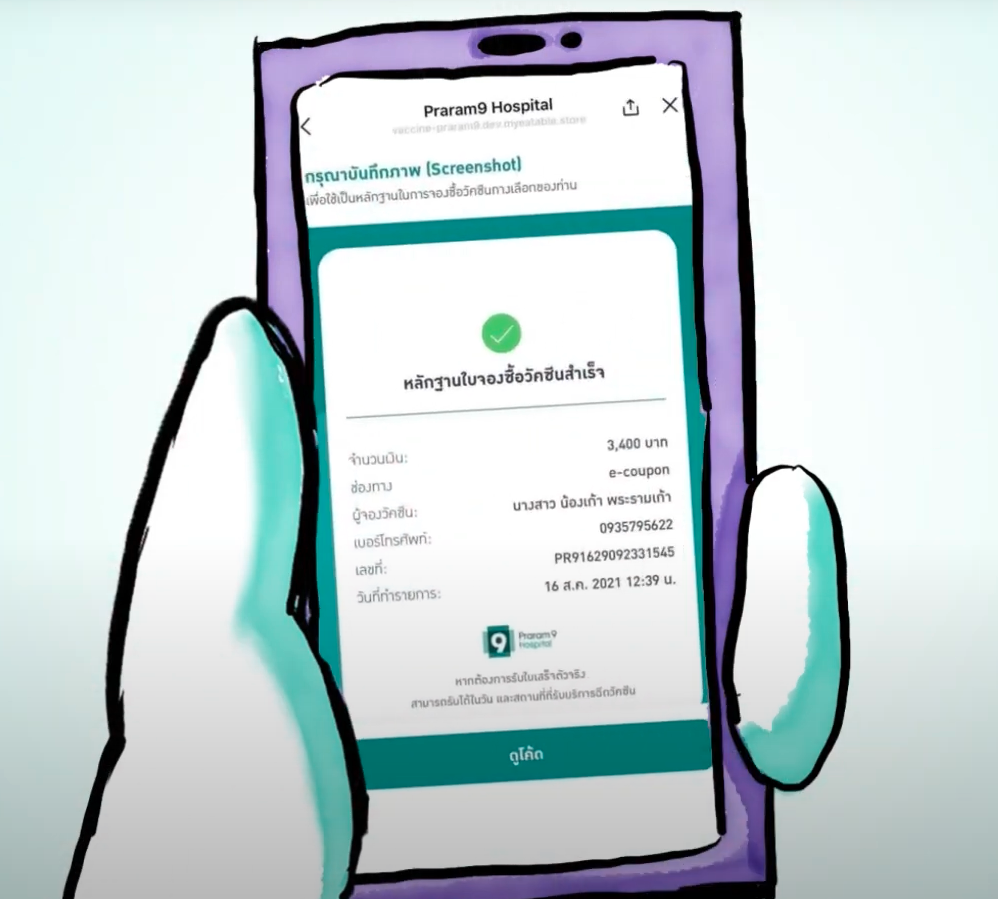 Praram9 Hospital
vaccine-praram9.dev.myeatable.store
กรุณาบันทึกภาพ (Screenshot)
เพื่อใช้เป็นหลักฐานในการจองซื้อวัคซีนทางเลือกของท่าน
หลักฐานใบจองซื้อวัคซีนสำเร็จ
จำนวนเงิน: 3,400 บาท
ช่องทาง e-coupon
ผู้จองวัคซีน: นางสาว น้องเก้า พระรามเก้า
เบอร์โทรศัพท์: 0935795622
เลขที่: PR91629092331545
วันที่ทำรายการ: 16 ส.ค. 2021 12:39 น.
9 Praram9
Hospital
หากต้องการรับใบเสร็จตัวจริง
สามารถรับได้ในวัน และสถานที่ที่รับบริการฉีดวัคซีน
ดูโค้ด